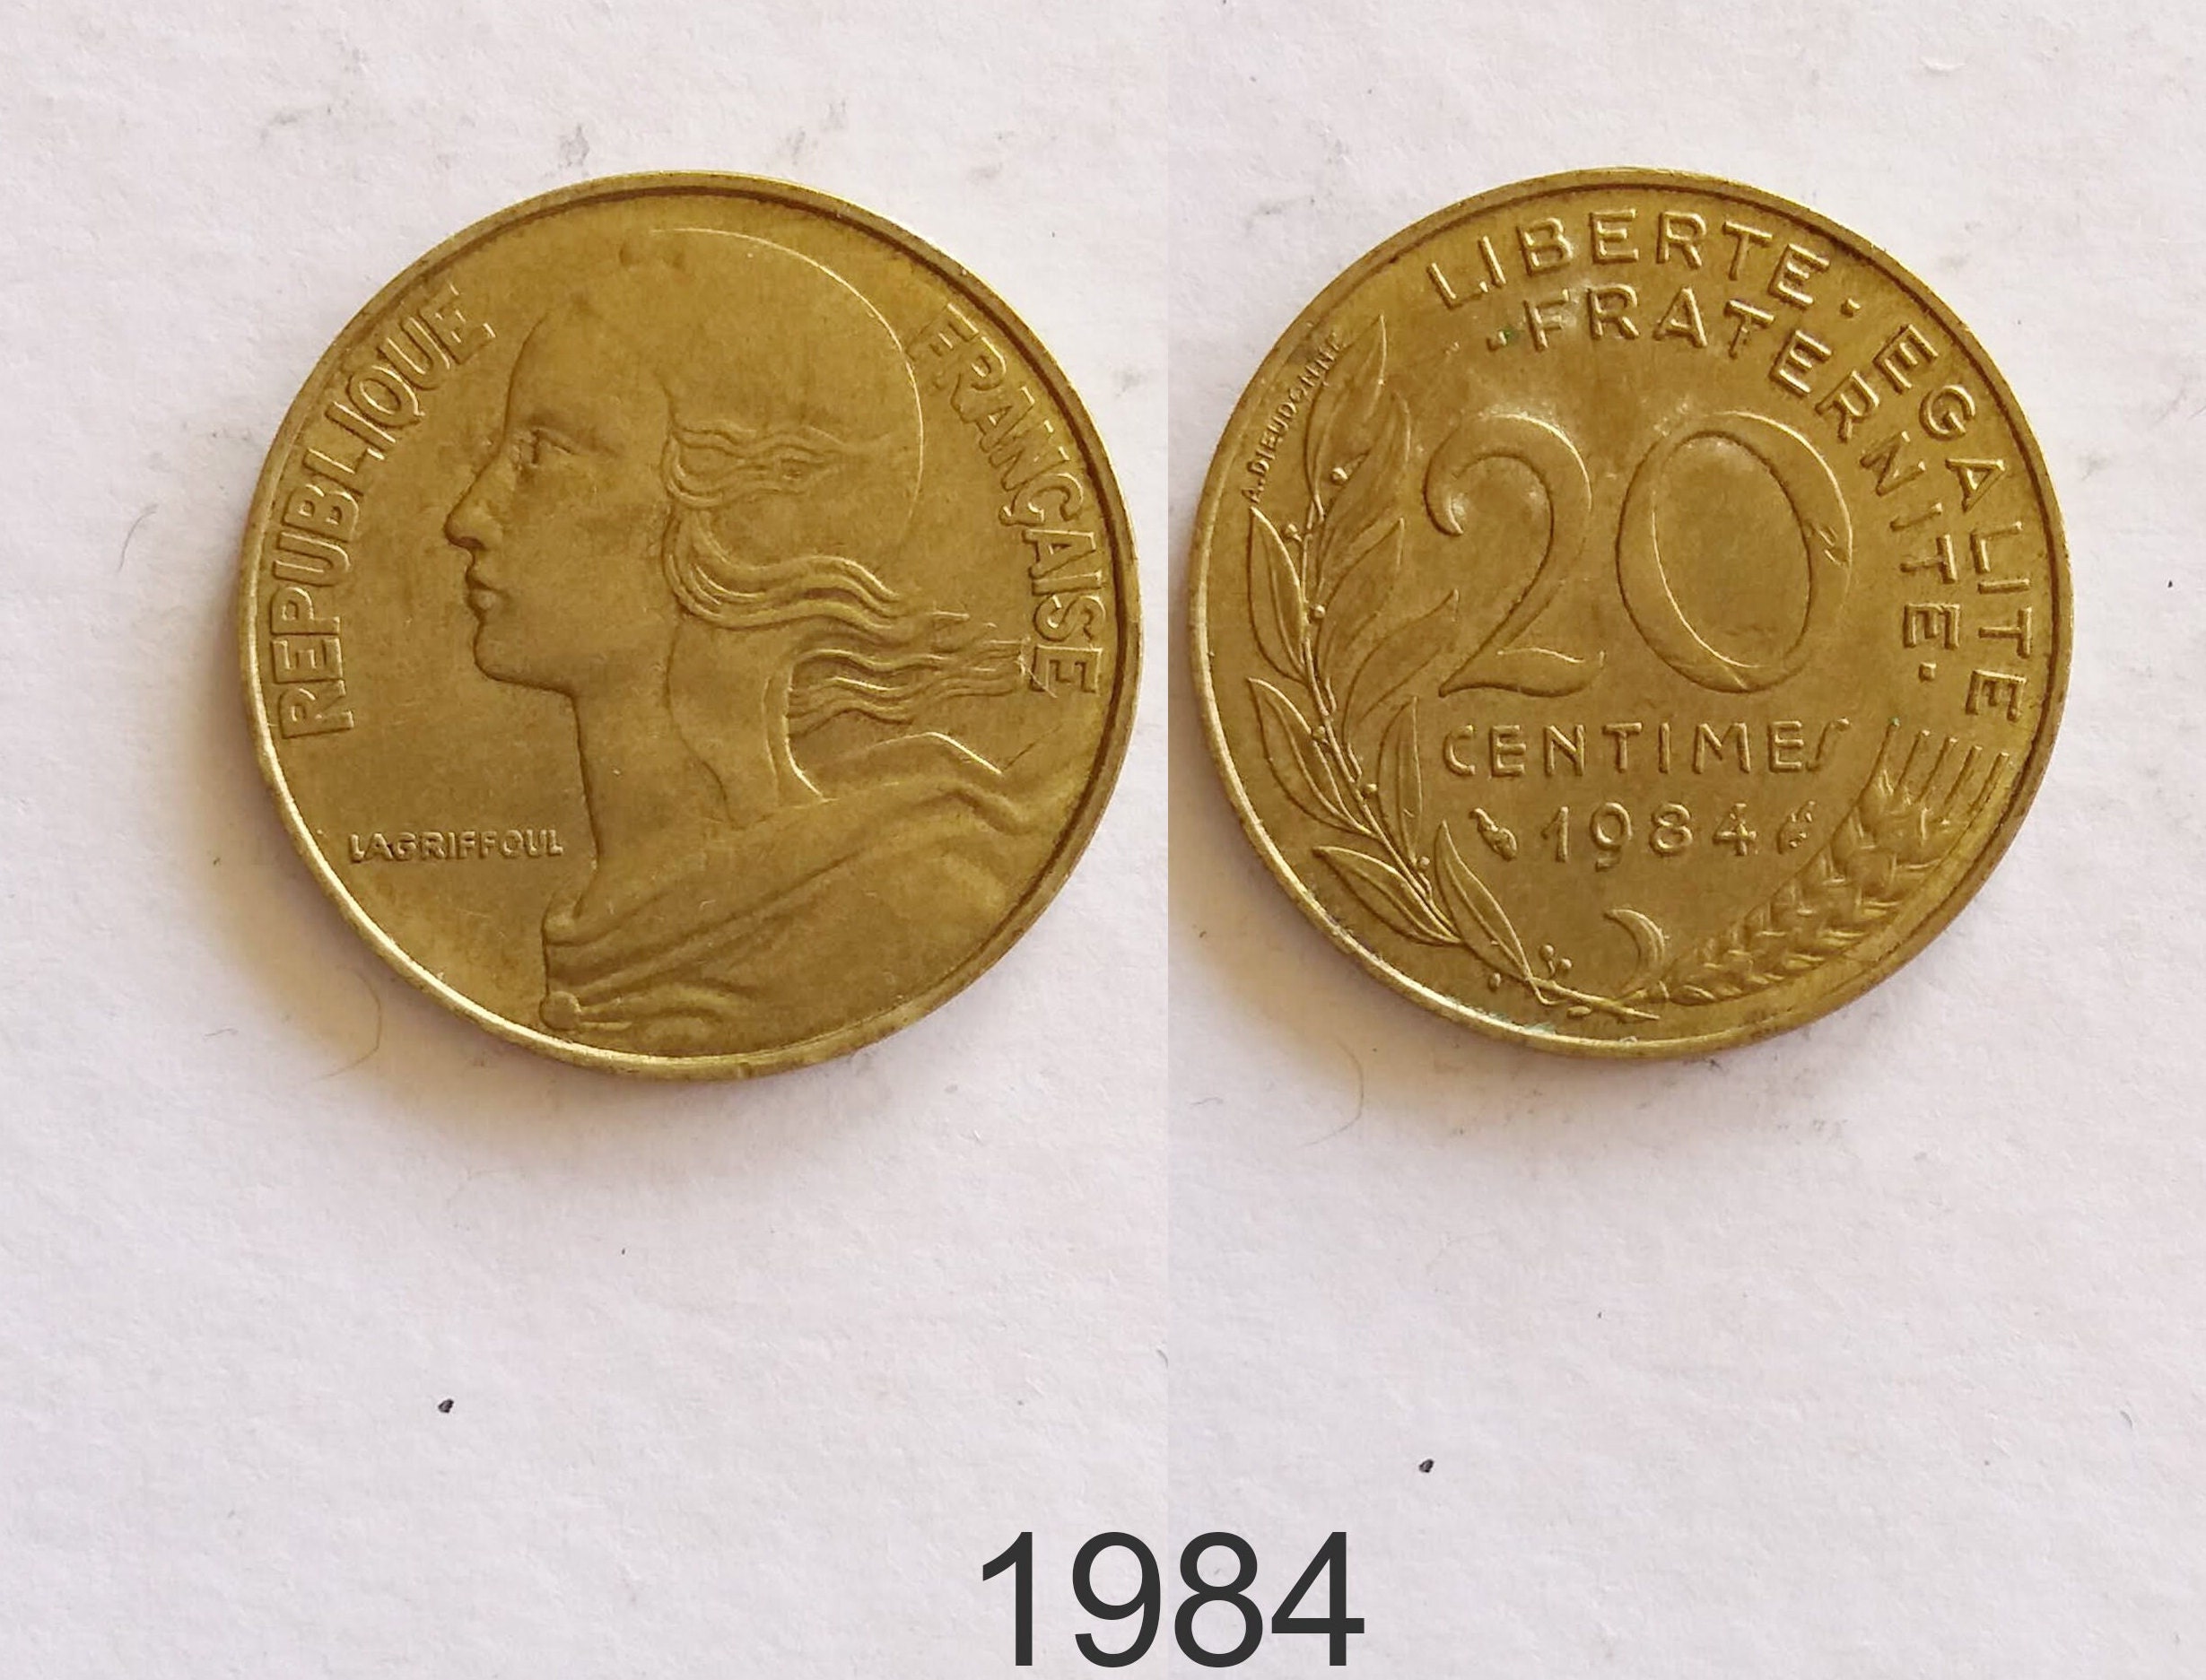 REPUBLIQUE
FRANÇAISE
LAGRIFFOUL
LIBERTE·EGALITE
·FRATERNITE·
A.DIEUDONNE
20
CENTIMES
1984
1984